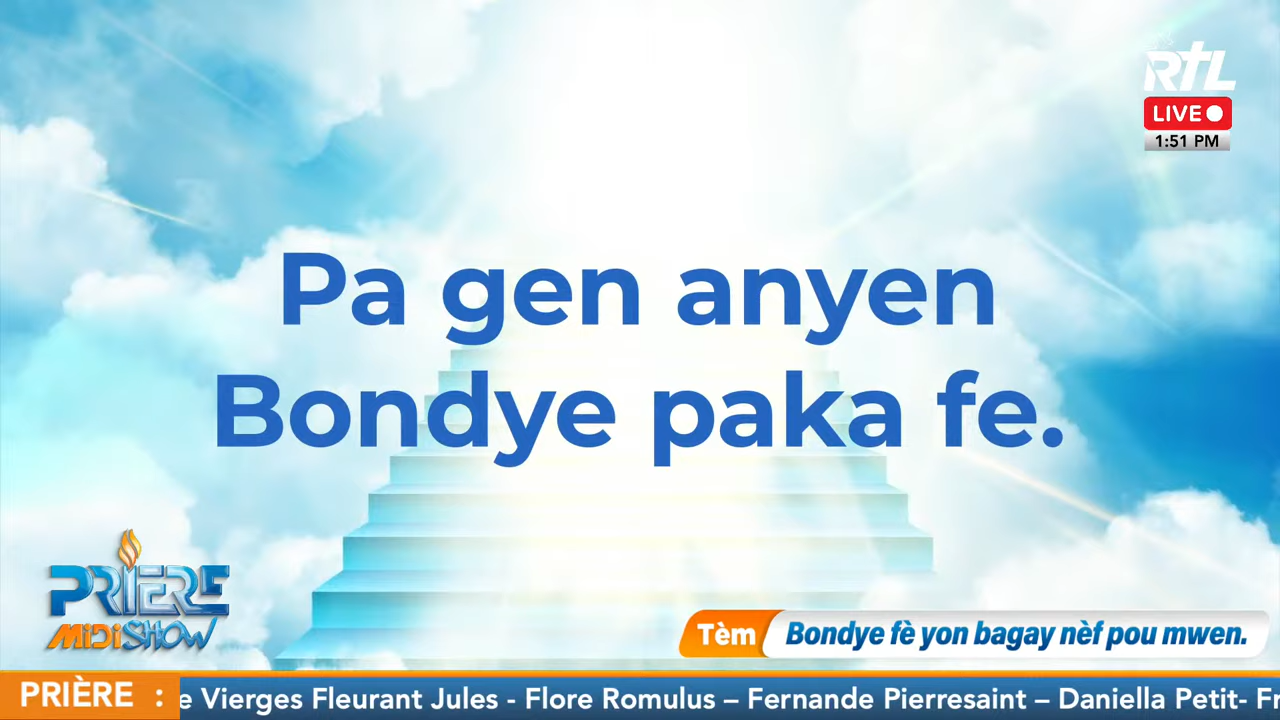 RTL
LIVE
1:51 PM
Pa gen anyen
Bondye paka fe.
PRIÈRE
MiDi SHOW
Tèm Bondye fè yon bagay nèf pou mwen.
PRIÈRE : e Vierges Fleurant Jules - Flore Romulus – Fernande Pierresaint – Daniella Petit- Fr